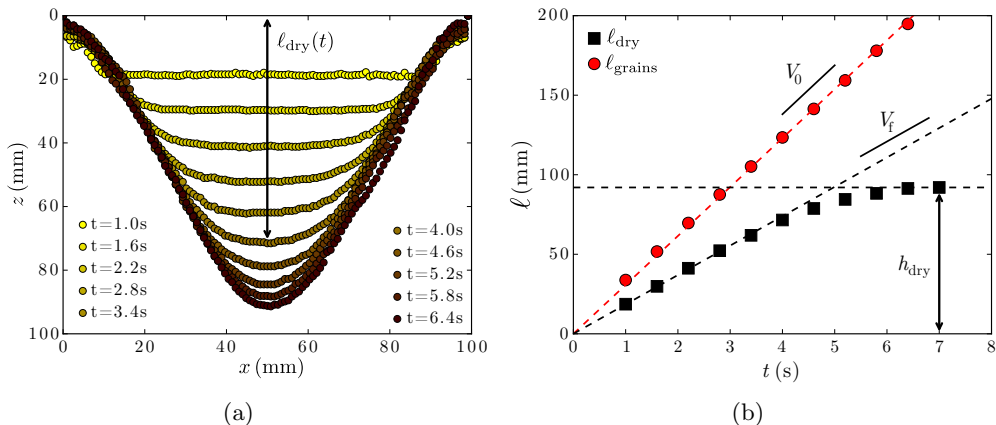 0
20
40
60
80
100
z (mm)
ℓdry(t)
t=1.0s
t=1.6s
t=2.2s
t=2.8s
t=3.4s
t=4.0s
t=4.6s
t=5.2s
t=5.8s
t=6.4s
0 20 40 60 80 100
x (mm)
(a)
200
150
100
50
0
ℓ (mm)
ℓdry
ℓgrains
V0
Vf
hdry
0 1 2 3 4 5 6 7 8
t (s)
(b)